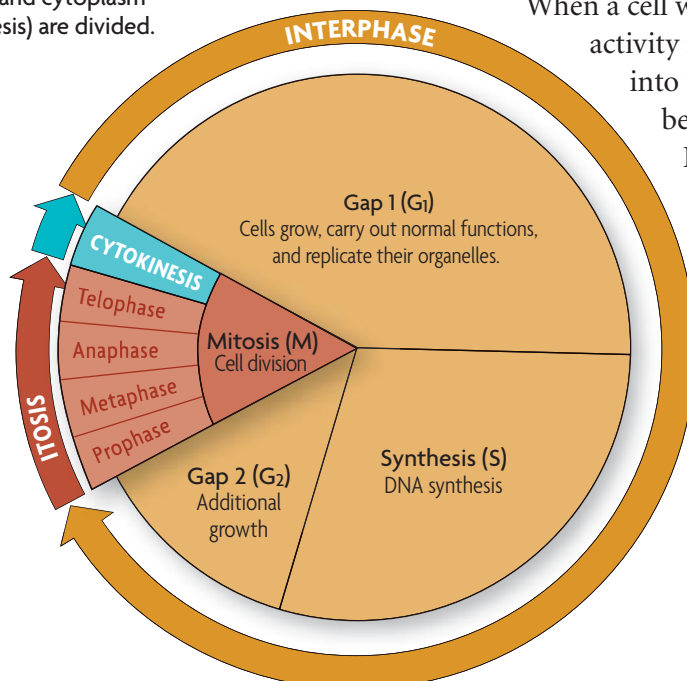 and cytoplasm
esis) are divided.
When a cell w
activity
into
be
INTERPHASE
Gap 1 (G1)
Cells grow, carry out normal functions,
and replicate their organelles.
CYTOKINESIS
Telophase
Anaphase
Metaphase
Prophase
Mitosis (M)
Cell division
ITOSIS
Gap 2 (G2)
Additional
growth
Synthesis (S)
DNA synthesis